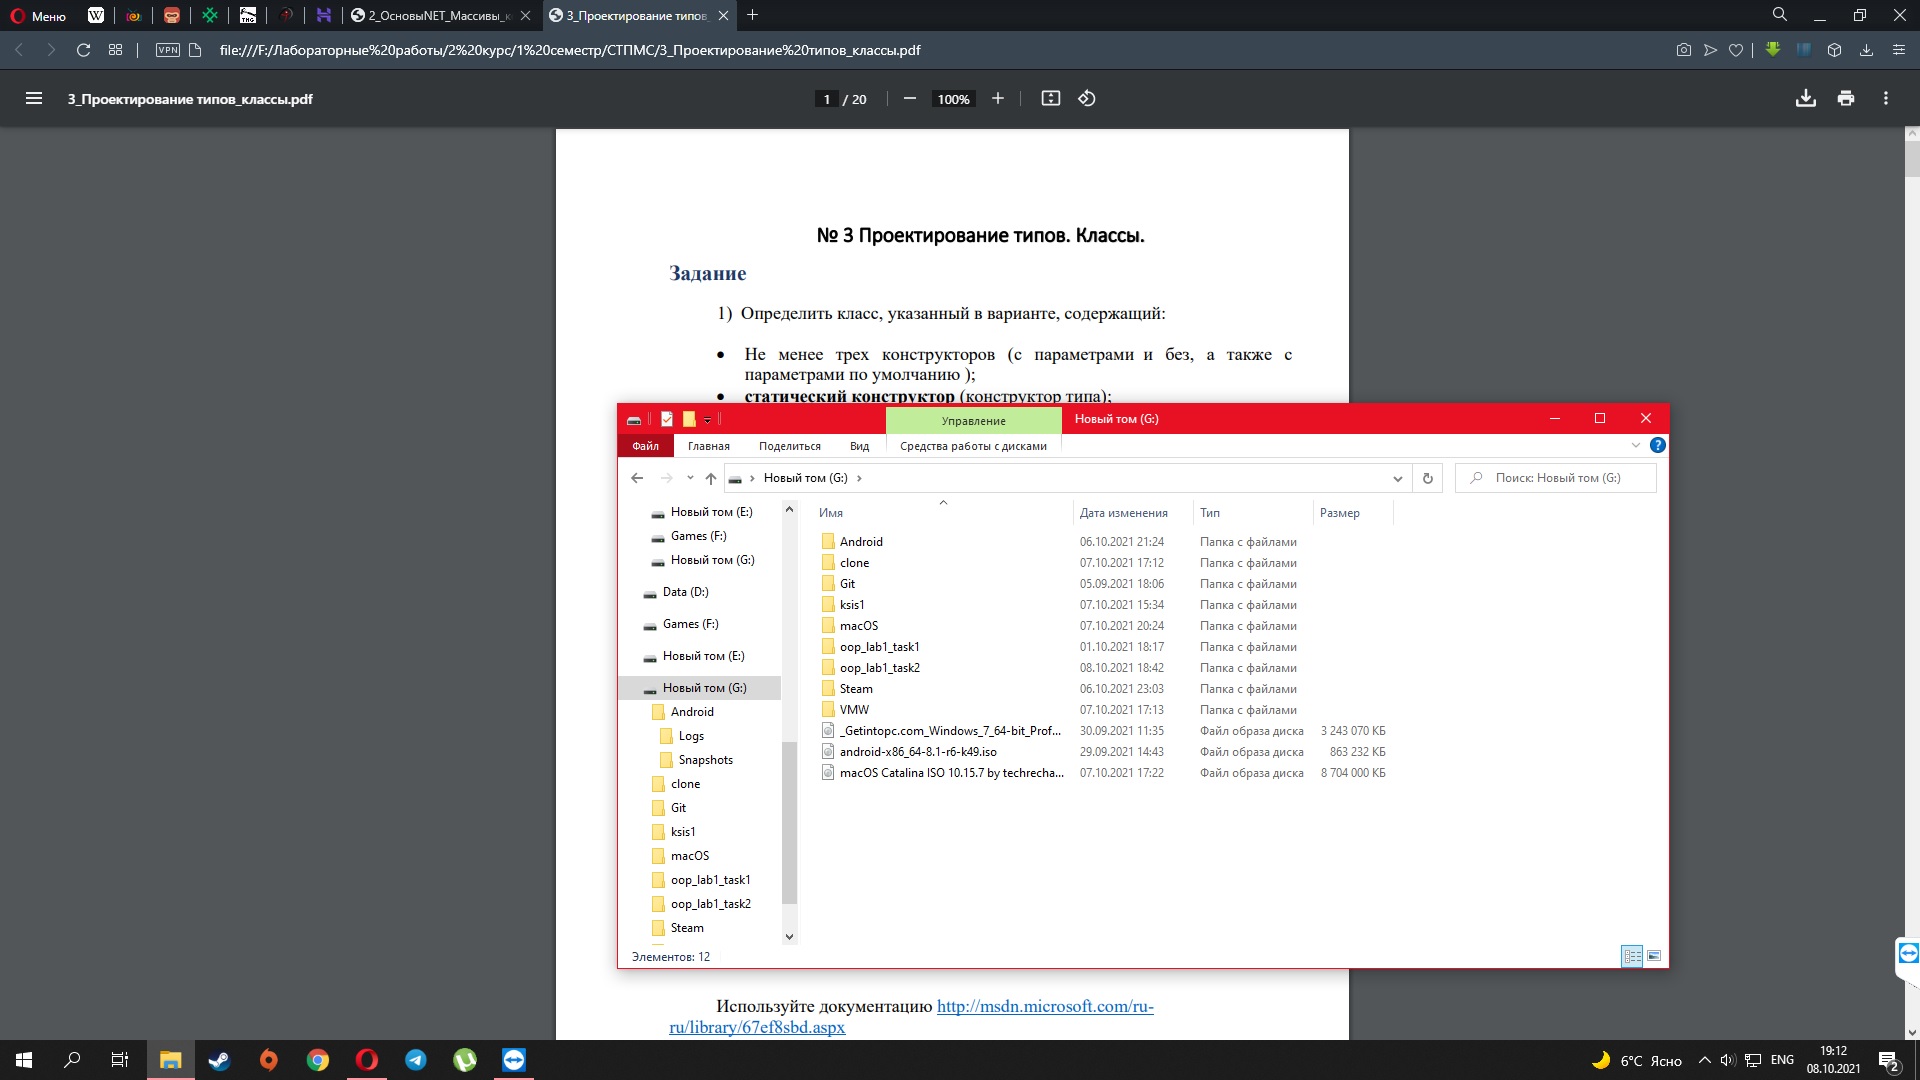 Меню
2_ОсновыNET_Массивы_к
3_Проектирование типов_
VPN
file:///F:/Лабораторные%20работы/2%20курс/1%20семестр/СТПМС/3_Проектирование%20типов_классы.pdf
3_Проектирование типов_классы.pdf
1 / 20
100%
№ 3 Проектирование типов. Классы.
Задание
1) Определить класс, указанный в варианте, содержащий:
• Не менее трех конструкторов (с параметрами и без, а также с
параметрами по умолчанию );
• статический конструктор (конструктор типа);
Управление
Новый том (G:)
Файл
Главная
Поделиться
Вид
Средства работы с дисками
Новый том (G:)
Поиск: Новый том (G:)
Новый том (E:)
Games (F:)
Новый том (G:)
Data (D:)
Games (F:)
Новый том (E:)
Новый том (G:)
Android
Logs
Snapshots
clone
Git
ksis1
macOS
oop_lab1_task1
oop_lab1_task2
Steam
Имя Дата изменения Тип Размер
Android 06.10.2021 21:24 Папка с файлами
clone 07.10.2021 17:12 Папка с файлами
Git 05.09.2021 18:06 Папка с файлами
ksis1 07.10.2021 15:34 Папка с файлами
macOS 07.10.2021 20:24 Папка с файлами
oop_lab1_task1 01.10.2021 18:17 Папка с файлами
oop_lab1_task2 08.10.2021 18:42 Папка с файлами
Steam 06.10.2021 23:03 Папка с файлами
VMW 07.10.2021 17:13 Папка с файлами
_Getintopc.com_Windows_7_64-bit_Prof... 30.09.2021 11:35 Файл образа диска 3 243 070 КБ
android-x86_64-8.1-r6-k49.iso 29.09.2021 14:43 Файл образа диска 863 232 КБ
macOS Catalina ISO 10.15.7 by techrecha... 07.10.2021 17:22 Файл образа диска 8 704 000 КБ
Элементов: 12
Используйте документацию http://msdn.microsoft.com/ru-
ru/library/67ef8sbd.aspx
6°C Ясно
ENG
19:12
08.10.2021
2